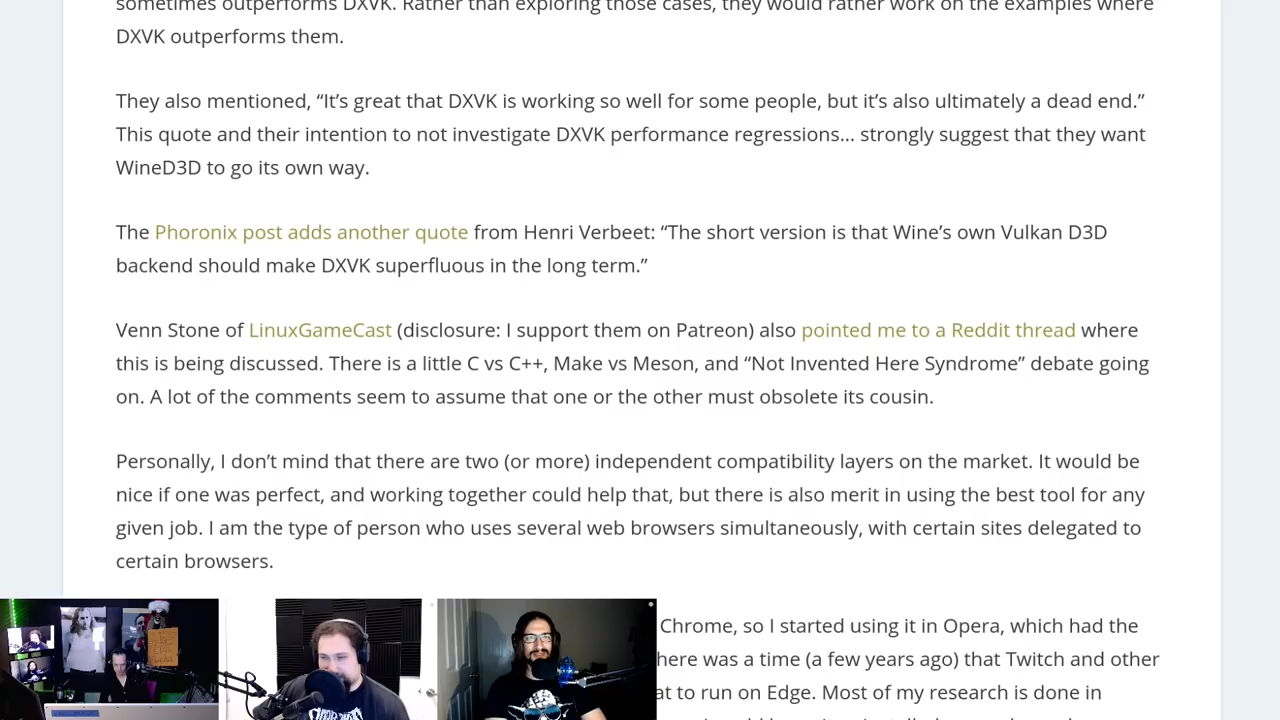 sometimes outperforms DXVK. Rather than exploring those cases, they would rather work on the examples where
DXVK outperforms them.
They also mentioned, “It’s great that DXVK is working so well for some people, but it’s also ultimately a dead end.”
This quote and their intention to not investigate DXVK performance regressions… strongly suggest that they want
WineD3D to go its own way.
The Phoronix post adds another quote from Henri Verbeet: “The short version is that Wine’s own Vulkan D3D
backend should make DXVK superfluous in the long term.”
Venn Stone of LinuxGameCast (disclosure: I support them on Patreon) also pointed me to a Reddit thread where
this is being discussed. There is a little C vs C++, Make vs Meson, and “Not Invented Here Syndrome” debate going
on. A lot of the comments seem to assume that one or the other must obsolete its cousin.
Personally, I don’t mind that there are two (or more) independent compatibility layers on the market. It would be
nice if one was perfect, and working together could help that, but there is also merit in using the best tool for any
given job. I am the type of person who uses several web browsers simultaneously, with certain sites delegated to
certain browsers.
Chrome, so I started using it in Opera, which had the
here was a time (a few years ago) that Twitch and other
at to run on Edge. Most of my research is done in